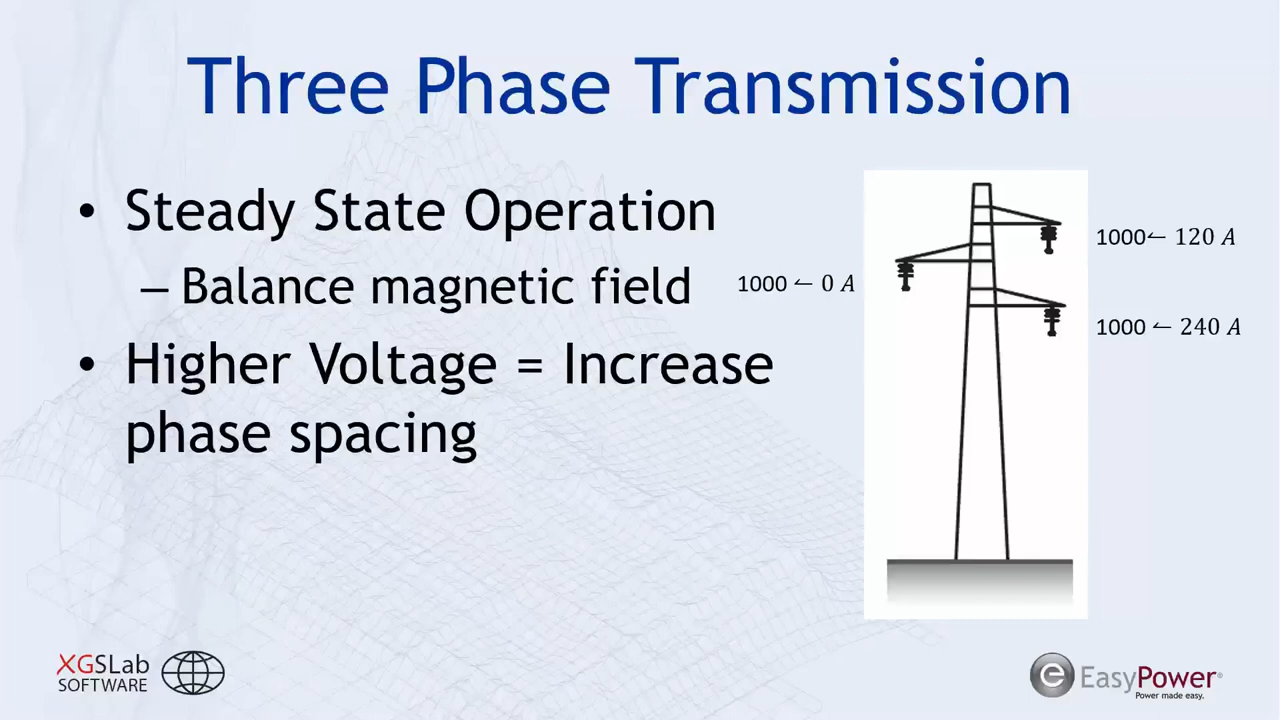 Three Phase Transmission
• Steady State Operation
– Balance magnetic field
• Higher Voltage = Increase
phase spacing
1000↼ 120 A
1000 ↼ 0 A
1000 ↼ 240 A
XGSLab
SOFTWARE
e EasyPower®
Power made easy.